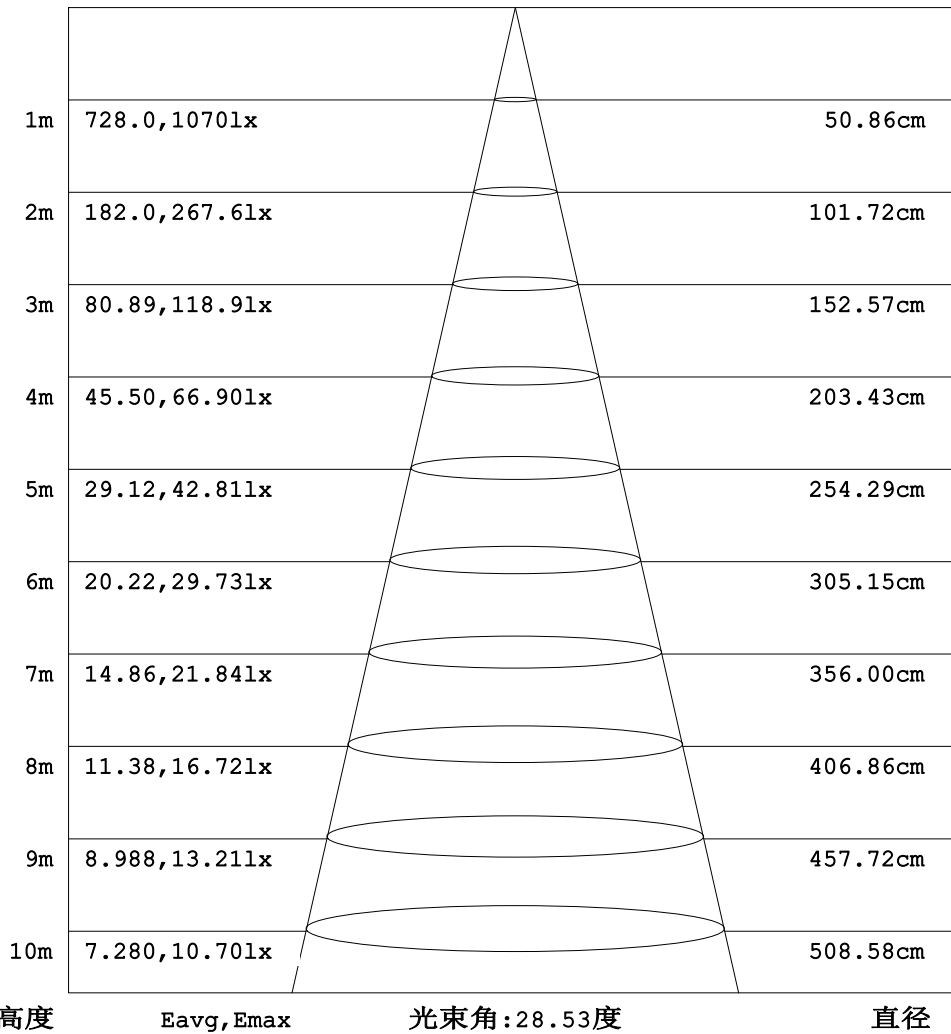 1m 728.0,1070lx 50.86cm
2m 182.0,267.6lx 101.72cm
3m 80.89,118.9lx 152.57cm
4m 45.50,66.90lx 203.43cm
5m 29.12,42.81lx 254.29cm
6m 20.22,29.73lx 305.15cm
7m 14.86,21.84lx 356.00cm
8m 11.38,16.72lx 406.86cm
9m 8.988,13.21lx 457.72cm
10m 7.280,10.70lx 508.58cm
高度 Eavg,Emax 光束角:28.53度 直径